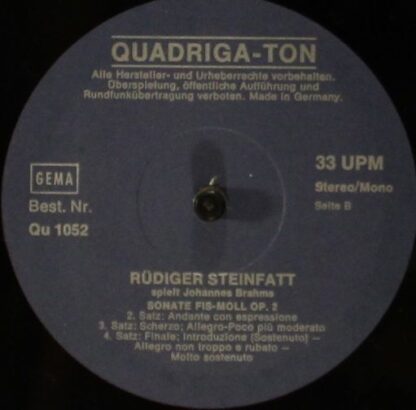 QUADRIGA-TON
Alle Hersteller- und Urheberrechte vorbehalten.
Überspielung, öffentliche Aufführung und
Rundfunkübertragung verboten. Made in Germany.
GEMA
Best. Nr.
Qu 1052
33 UPM
Stereo/Mono
Seite B
RÜDIGER STEINFATT
spielt Johannes Brahms
SONATE FIS-MOLL OP. 2
2. Satz: Andante con espressione
3. Satz: Scherzo; Allegro-Poco più moderato
4. Satz: Finale; Introduzione (Sostenuto) —
Allegro non troppo e rubato —
Molto sostenuto